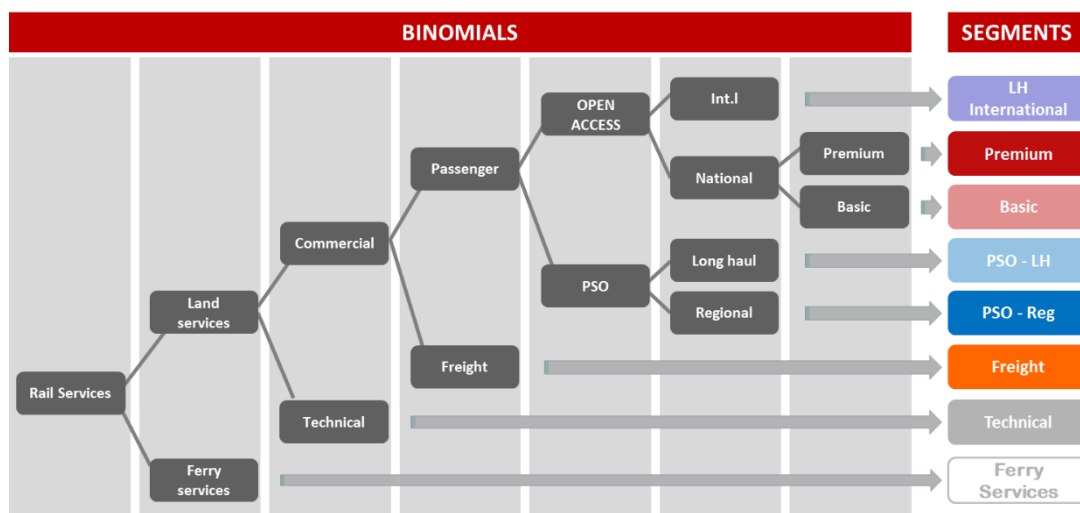 BINOMIALS
SEGMENTS
OPEN
ACCESS
Int.l
LH
International
Passenger
National
Premium
Premium
Basic
Basic
Commercial
Long haul
PSO - LH
PSO
Land
services
Regional
PSO - Reg
Freight
Freight
Rail Services
Technical
Technical
Ferry
services
Ferry
Services